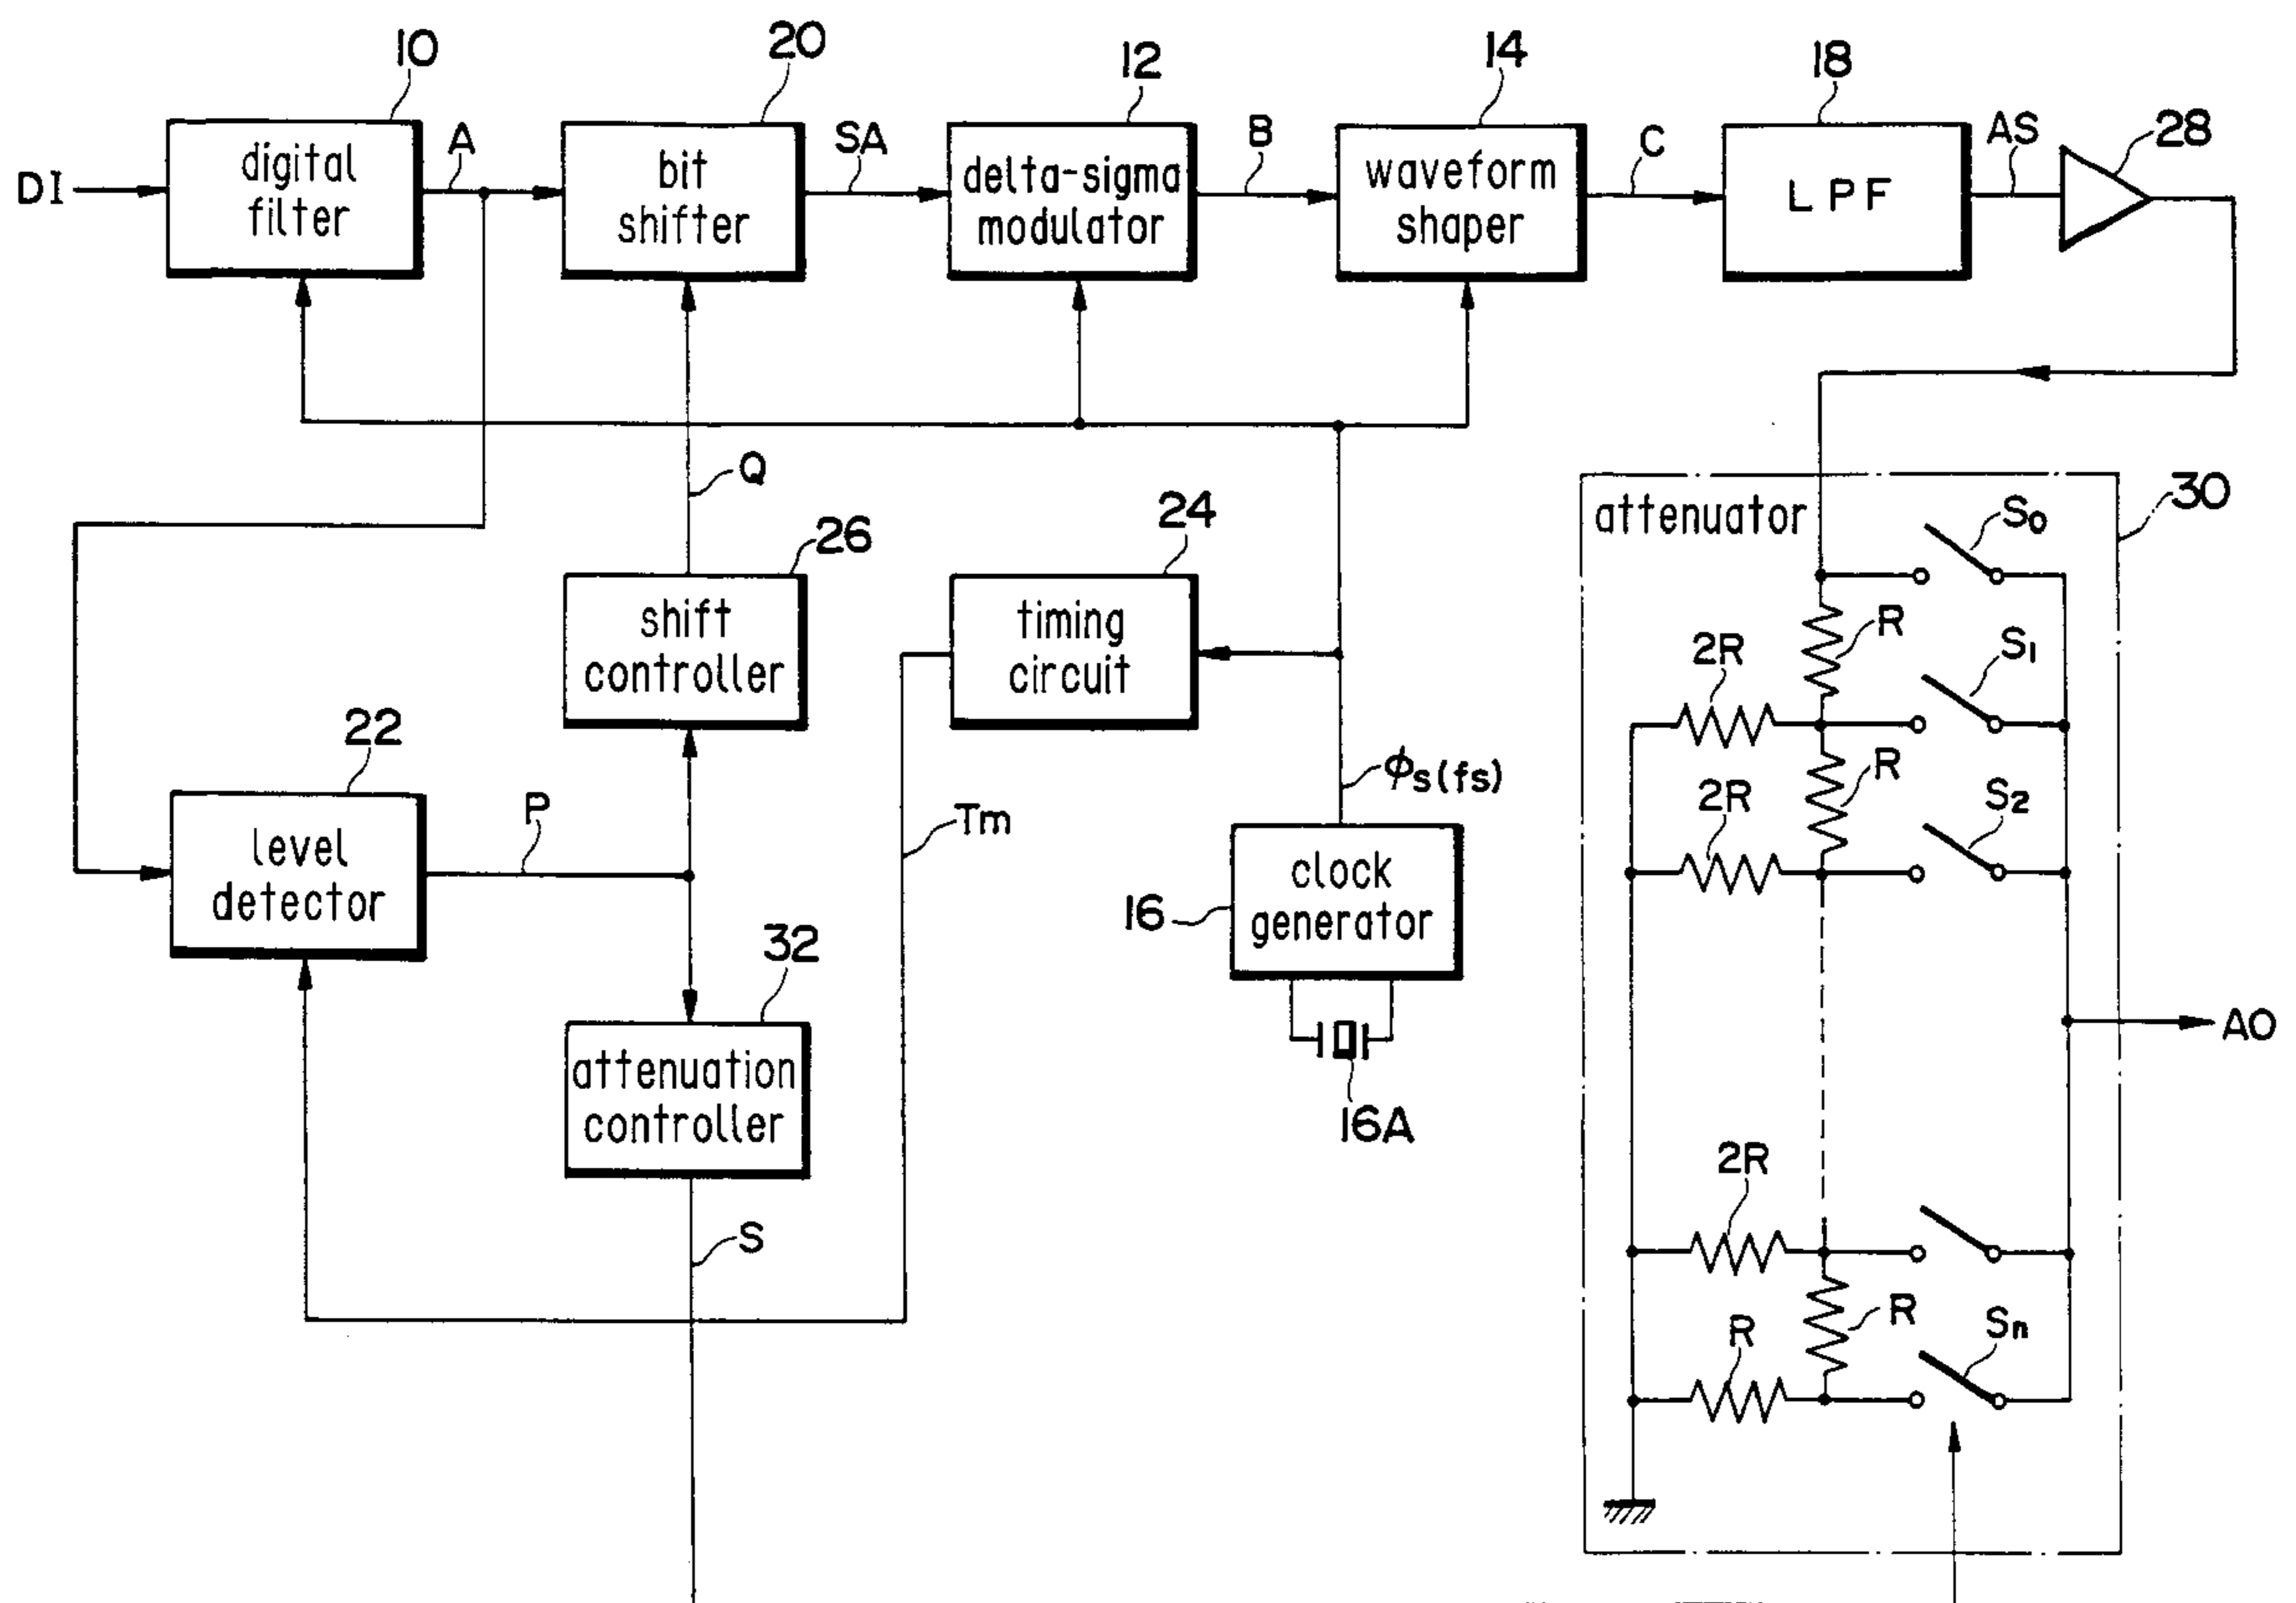 10
20
12
14
18
28
DI
digital
filter
A
bit
shifter
SA
delta-sigma
modulator
B
waveform
shaper
C
LPF
AS
Q
26
24
attenuator
30
S0
shift
controller
timing
circuit
R
2R
S1
22
P
Tm
ϕs(fs)
R
2R
S2
level
detector
16
clock
generator
32
attenuation
controller
16A
AO
S
2R
R
R
Sn